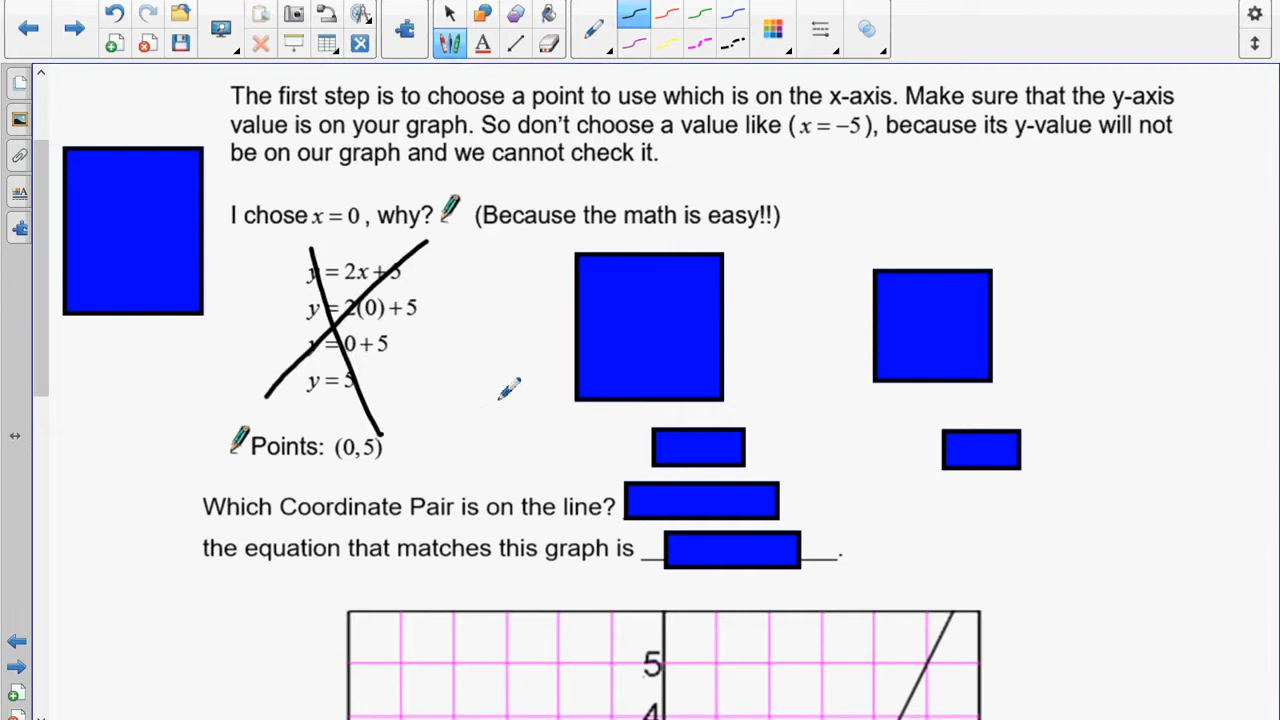 The first step is to choose a point to use which is on the x-axis. Make sure that the y-axis
value is on your graph. So don't choose a value like (x = −5), because its y-value will not
be on our graph and we cannot check it.
I chose x = 0 , why? (Because the math is easy!!)
y = 2x + 5
y = 2(0) + 5
y = 0 + 5
y = 5
Points: (0,5)
Which Coordinate Pair is on the line?
the equation that matches this graph is __ ___.
5
4